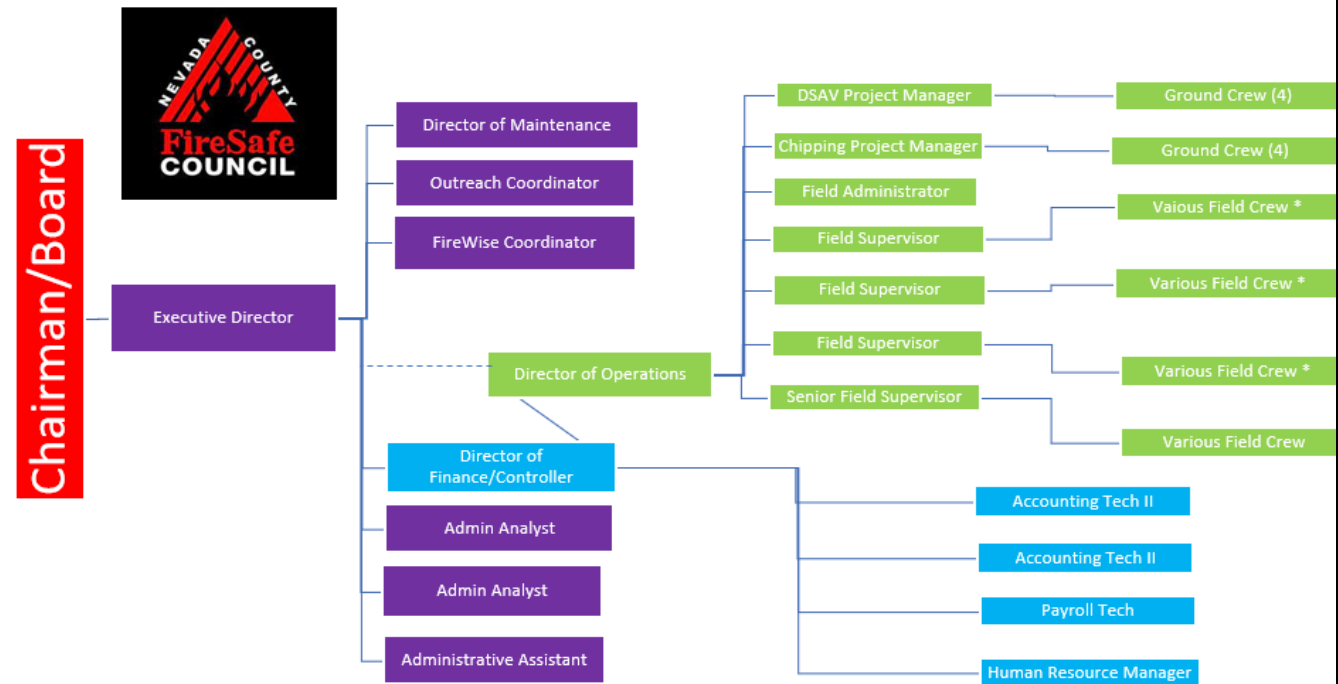 NEVADA COUNTY
FireSafe
COUNCIL
Chairman/Board
Executive Director
Director of Maintenance
Outreach Coordinator
FireWise Coordinator
Director of Operations
Director of
Finance/Controller
Admin Analyst
Admin Analyst
Administrative Assistant
DSAV Project Manager
Chipping Project Manager
Field Administrator
Field Supervisor
Field Supervisor
Field Supervisor
Senior Field Supervisor
Ground Crew (4)
Ground Crew (4)
Vaious Field Crew *
Various Field Crew *
Various Field Crew *
Various Field Crew
Accounting Tech II
Accounting Tech II
Payroll Tech
Human Resource Manager